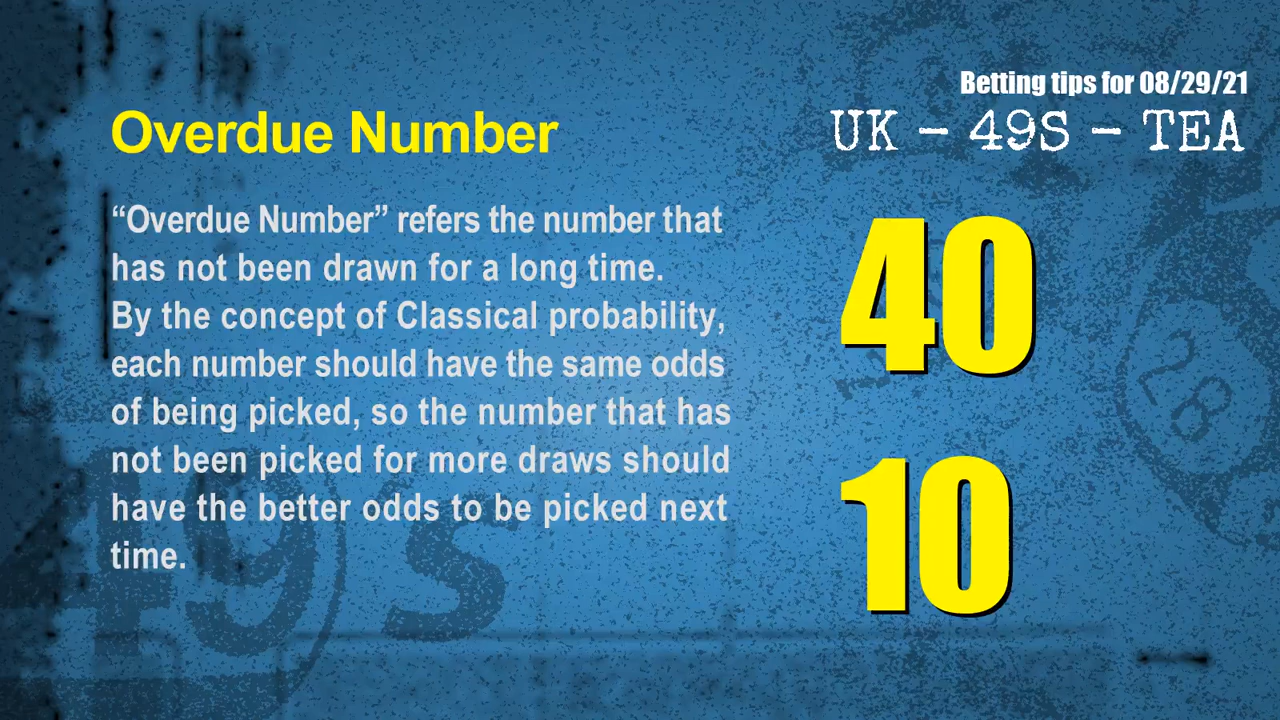 Betting tips for 08/29/21
UK - 49S - TEA
Overdue Number
“Overdue Number” refers the number that
has not been drawn for a long time.
By the concept of Classical probability,
each number should have the same odds
of being picked, so the number that has
not been picked for more draws should
have the better odds to be picked next
time.
40
10
28
49's